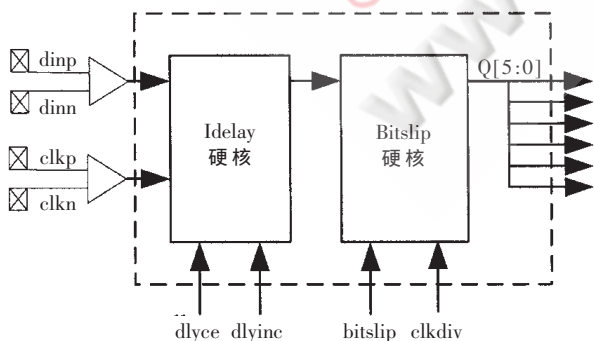 dinp
dinn
clkp
clkn
Idelay
硬核
Bitslip
硬核
Q[5:0]
dlyce dlyinc
bitslip clkdiv